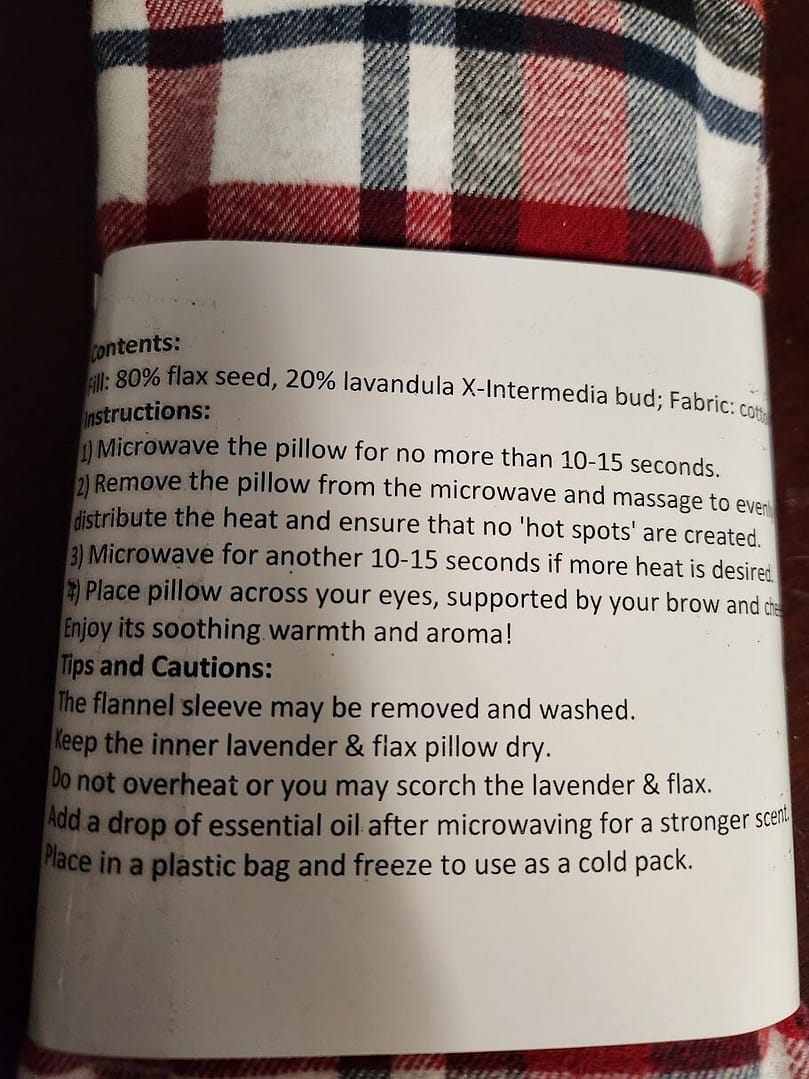 Contents:
Fill: 80% flax seed, 20% lavandula X-Intermedia bud; Fabric:
Instructions:
1) Microwave the pillow for no more than 10-15 seconds.
2) Remove the pillow from the microwave and massage to evenly
distribute the heat and ensure that no 'hot spots' are created.
3) Microwave for another 10-15 seconds if more heat is desired.
4) Place pillow across your eyes, supported by your brow and
Enjoy its soothing warmth and aroma!
Tips and Cautions:
The flannel sleeve may be removed and washed.
Keep the inner lavender & flax pillow dry.
Do not overheat or you may scorch the lavender & flax.
Add a drop of essential oil after microwaving for a stronger scent.
Place in a plastic bag and freeze to use as a cold pack.